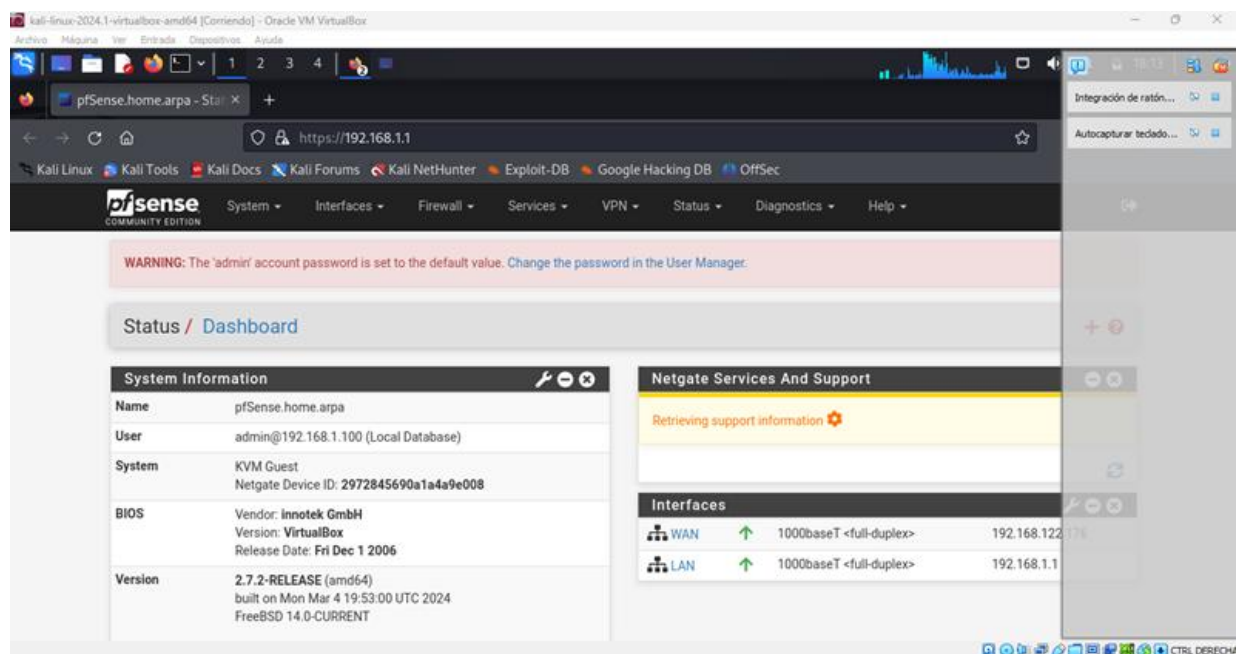 kali-linux-2024.1-virtualbox-amd64 [Corriendo] - Oracle VM VirtualBox
Archivo Máquina Ver Entrada Dispositivos Ayuda
1 2 3 4
18:13
pfSense.home.arpa - Sta
Integración de ratón...
https://192.168.1.1
Autocapturar teclado...
Kali Linux Kali Tools Kali Docs Kali Forums Kali NetHunter Exploit-DB Google Hacking DB OffSec
pfsense System Interfaces Firewall Services VPN Status Diagnostics Help
COMMUNITY EDITION
WARNING: The 'admin' account password is set to the default value. Change the password in the User Manager.
Status / Dashboard
System Information
Name pfSense.home.arpa
User admin@192.168.1.100 (Local Database)
System KVM Guest
Netgate Device ID: 2972845690a1a4a9e008
BIOS Vendor: innotek GmbH
Version: VirtualBox
Release Date: Fri Dec 1 2006
Version 2.7.2-RELEASE (amd64)
built on Mon Mar 4 19:53:00 UTC 2024
FreeBSD 14.0-CURRENT
Netgate Services And Support
Retrieving support information
Interfaces
WAN 1000baseT <full-duplex>
LAN 1000baseT <full-duplex> 192.168.1.1
CTRL DERECHA